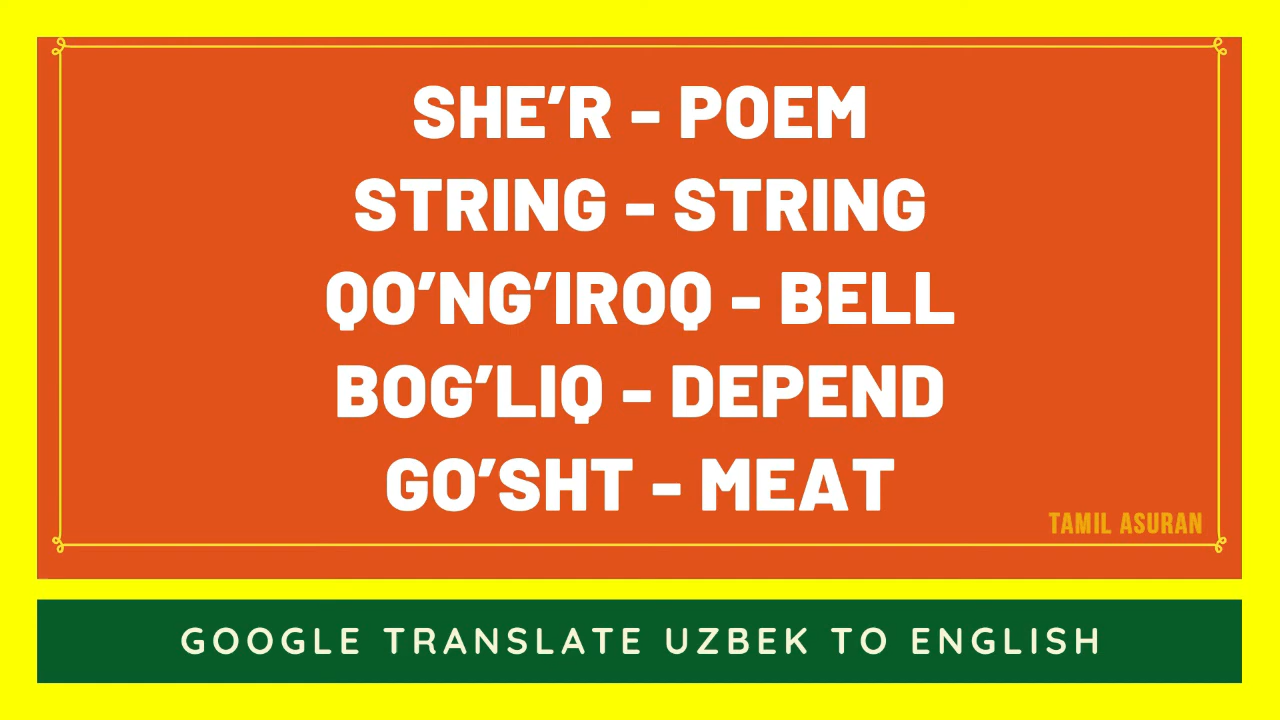 SHE’R – POEM
STRING – STRING
QO’NG’IROQ – BELL
BOG’LIQ – DEPEND
GO’SHT – MEAT
TAMIL ASURAN
GOOGLE TRANSLATE UZBEK TO ENGLISH